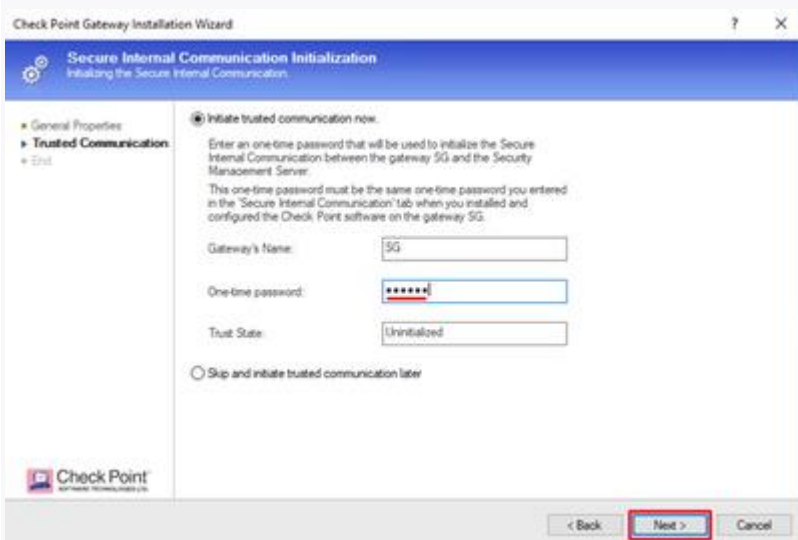 Check Point Gateway Installation Wizard
? ×
Secure Internal Communication Initialization
Initializing the Secure Internal Communication.
General Properties
Trusted Communication
End
Initiate trusted communication now.
Enter an one-time password that will be used to initialize the Secure
Internal Communication between the gateway SG and the Security
Management Server.
This one-time password must be the same one-time password you entered
in the 'Secure Internal Communication' tab when you installed and
configured the Check Point software on the gateway SG.
Gateway's Name: SG
One-time password: ••••••
Trust State: Uninitialized
Skip and initiate trusted communication later
Check Point
SOFTWARE TECHNOLOGIES LTD.
< Back Next > Cancel